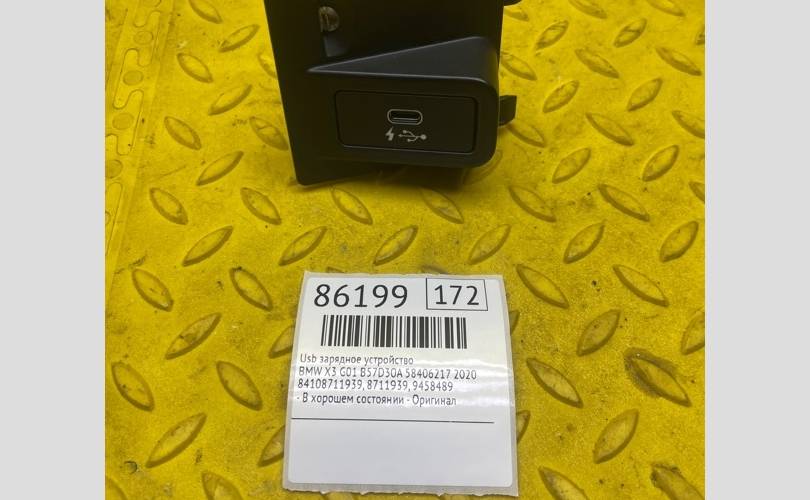 86199 172
Usb зарядное устройство
BMW X3 G01 B57D30A 58406217 2020
84108711939, 8711939, 9458489
- В хорошем состоянии - Оригинал